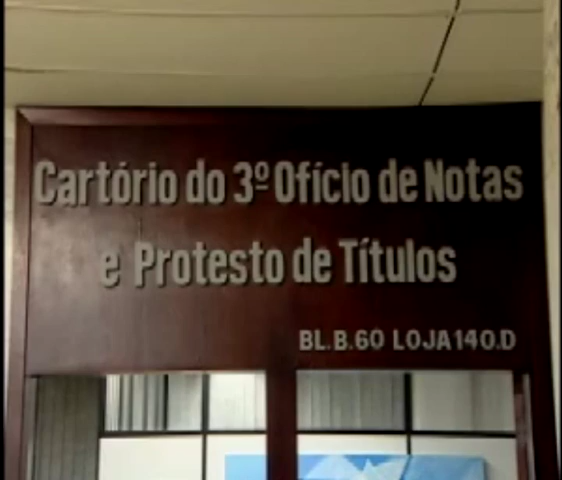 Cartório do 3º Ofício de Notas
e Protesto de Títulos
BL.B.60 LOJA 140.D